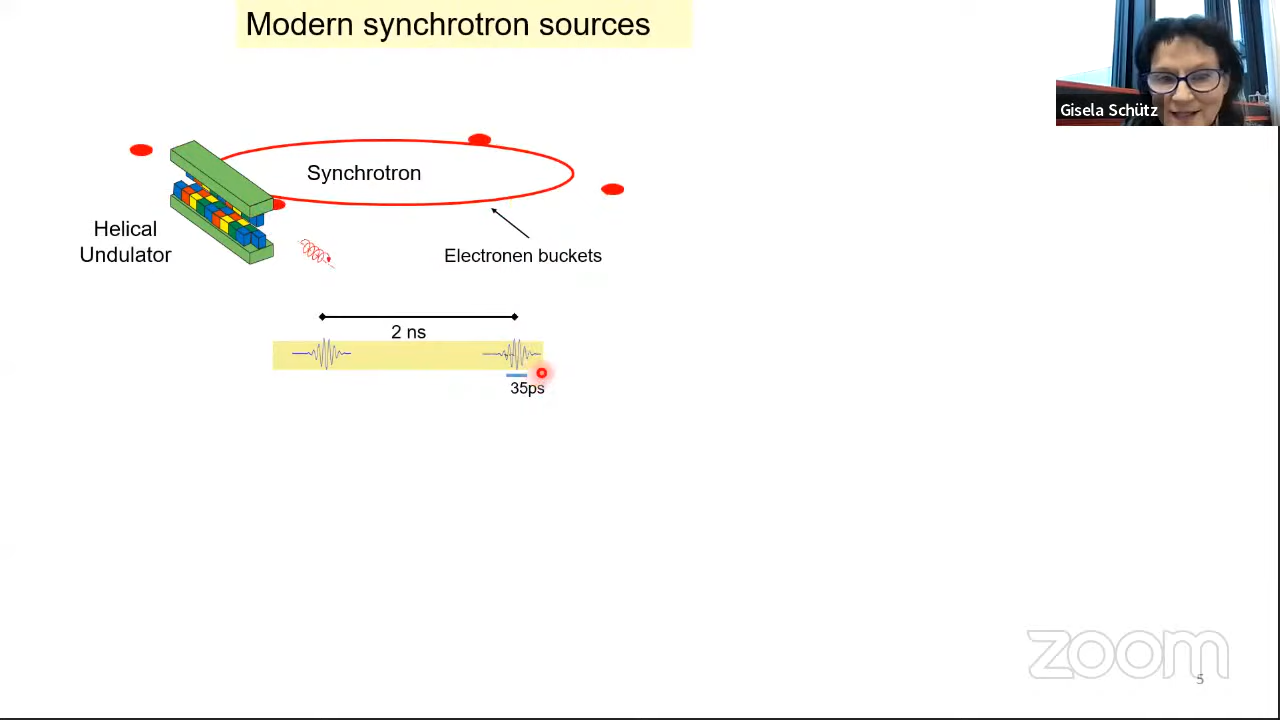 Modern synchrotron sources
Gisela Schütz
Synchrotron
Helical
Undulator
Electronen buckets
2 ns
35ps
zoom
5